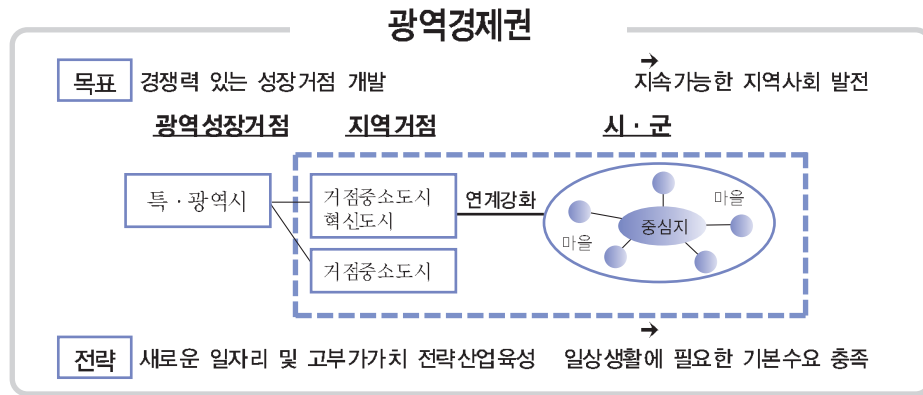 광역경제권
목표 경쟁력 있는 성장거점 개발 → 지속가능한 지역사회 발전
광역성장거점 지역거점 시 · 군
특 · 광역시
거점중소도시
혁신도시
거점중소도시
연계강화
마을
중심지
마을
전략 새로운 일자리 및 고부가가치 전략산업육성 → 일상생활에 필요한 기본수요 충족